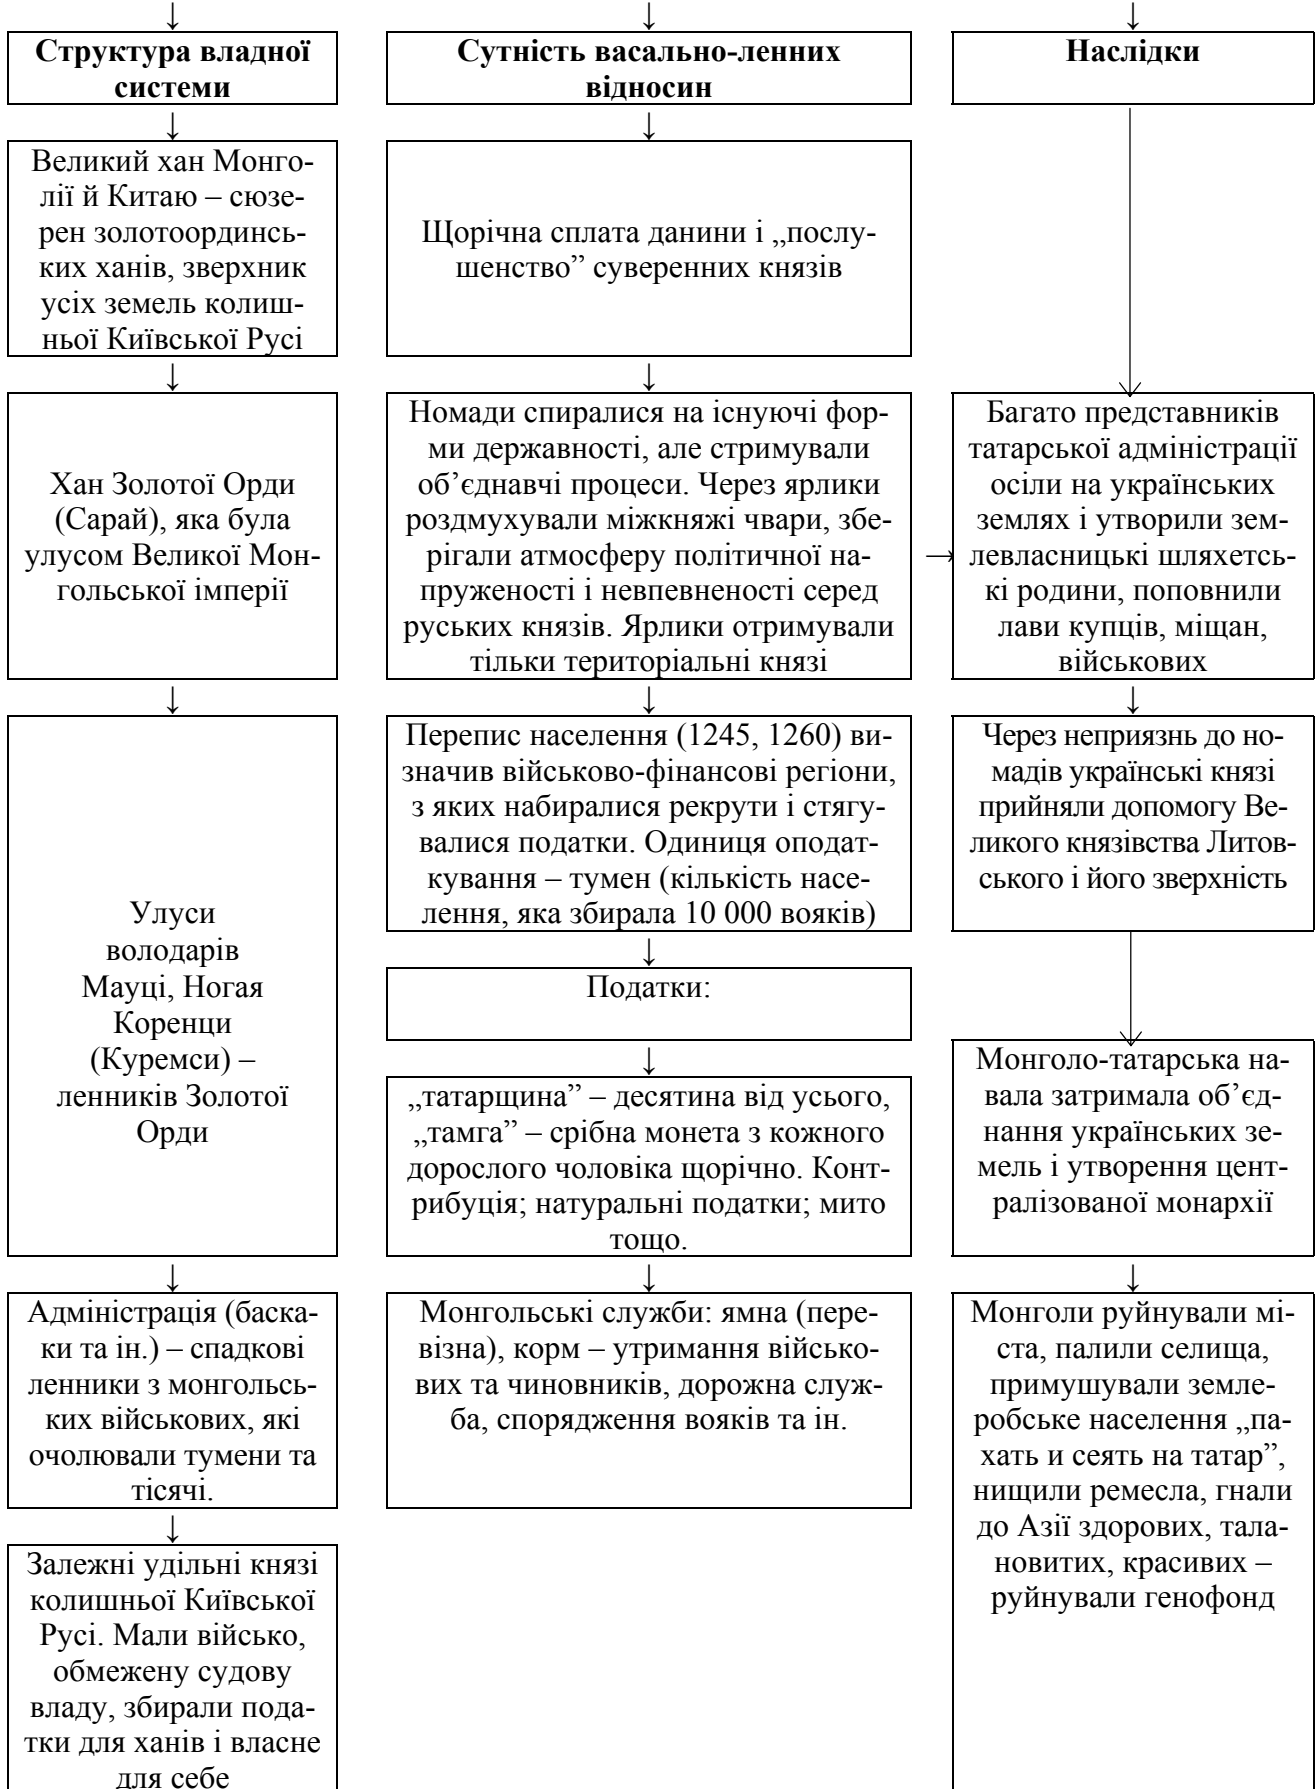 Структура владної
системи
Великий хан Монго-
лії й Китаю – сюзе-
рен золотоординсь-
ких ханів, зверхник
усіх земель колиш-
ньої Київської Русі
Хан Золотої Орди
(Сарай), яка була
улусом Великої Мон-
гольської імперії
Улуси
володарів
Мауці, Ногая
Коренци
(Куремси) –
ленників Золотої
Орди
Адміністрація (баска-
ки та ін.) – спадкові
ленники з монгольсь-
ких військових, які
очолювали тумени та
тісячі.
Залежні удільні князі
колишньої Київської
Русі. Мали військо,
обмежену судову
владу, збирали пода-
тки для ханів і власне
для себе
Сутність васально-ленних
відносин
Щорічна сплата данини і „послу-
шенство” суверенних князів
Номади спиралися на існуючі фор-
ми державності, але стримували
об’єднавчі процеси. Через ярлики
роздмухували міжкняжі чвари, збе-
рігали атмосферу політичної на-
пруженості і невпевненості серед
руських князів. Ярлики отримували
тільки територіальні князі
Перепис населення (1245, 1260) ви-
значив військово-фінансові регіони,
з яких набиралися рекрути і стягу-
валися податки. Одиниця оподат-
кування – тумен (кількість насе-
лення, яка збирала 10 000 вояків)
Податки:
„татарщина” – десятина від усього,
„тамга” – срібна монета з кожного
дорослого чоловіка щорічно. Конт-
рибуція; натуральні податки; мито
тощо.
Монгольські служби: ямна (пере-
візна), корм – утримання військо-
вих та чиновників, дорожна служ-
ба, спорядження вояків та ін.
Наслідки
Багато представників
татарської адміністрації
осіли на українських
землях і утворили зем-
левласницькі шляхетсь-
кі родини, поповнили
лави купців, міщан,
військових
Через неприязнь до но-
мадів українські князі
прийняли допомогу Ве-
ликого князівства Литов-
ського і його зверхність
Монголо-татарська на-
вала затримала об’єд-
нання українських зе-
мель і утворення цент-
ралізованої монархії
Монголи руйнували мі-
ста, палили селища,
примушували земле-
робське населення „па-
хать и сеять на татар”,
нищили ремесла, гнали
до Азії здорових, тала-
новитих, красивих –
руйнували генофонд